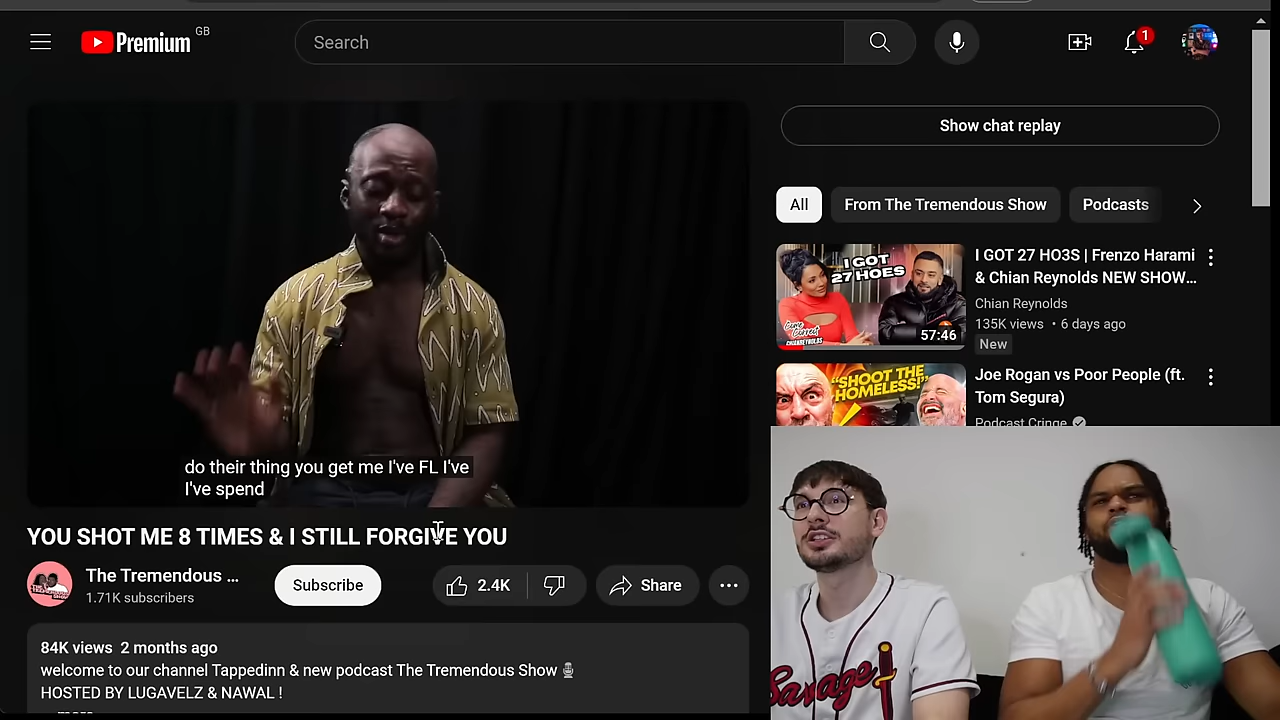 Premium GB
Search
1
Show chat replay
All
From The Tremendous Show
Podcasts
do their thing you get me I've FL I've
I've spend
YOU SHOT ME 8 TIMES & I STILL FORGIVE YOU
The Tremendous ...
1.71K subscribers
Subscribe
2.4K
Share
84K views 2 months ago
welcome to our channel Tappedinn & new podcast The Tremendous Show
HOSTED BY LUGAVELZ & NAWAL !
I GOT
27 HOES
CHIANREYNOLDS
57:46
I GOT 27 HO3S | Frenzo Harami
& Chian Reynolds NEW SHOW...
Chian Reynolds
135K views • 6 days ago
New
"SHOOT THE
HOMELESS!"
Joe Rogan vs Poor People (ft.
Tom Segura)
Podcast Cringe
Savage